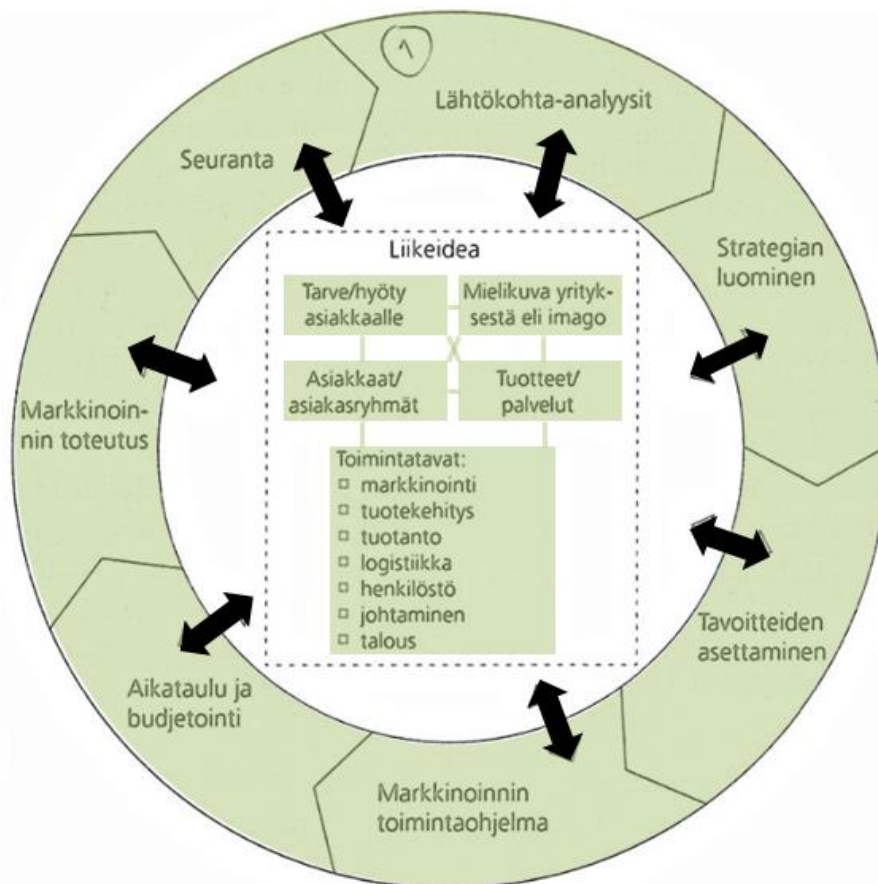 1
Lähtökohta-analyysit
Strategian
luominen
Tavoitteiden
asettaminen
Markkinoinnin
toimintaohjelma
Aikataulu ja
budjetointi
Markkinoin-
nin toteutus
Seuranta
Liikeidea
Tarve/hyöty
asiakkaalle
Mielikuva yrityk-
sestä eli imago
Asiakkaat/
asiakasryhmät
Tuotteet/
palvelut
Toimintatavat:
markkinointi
tuotekehitys
tuotanto
logistiikka
henkilöstö
johtaminen
talous